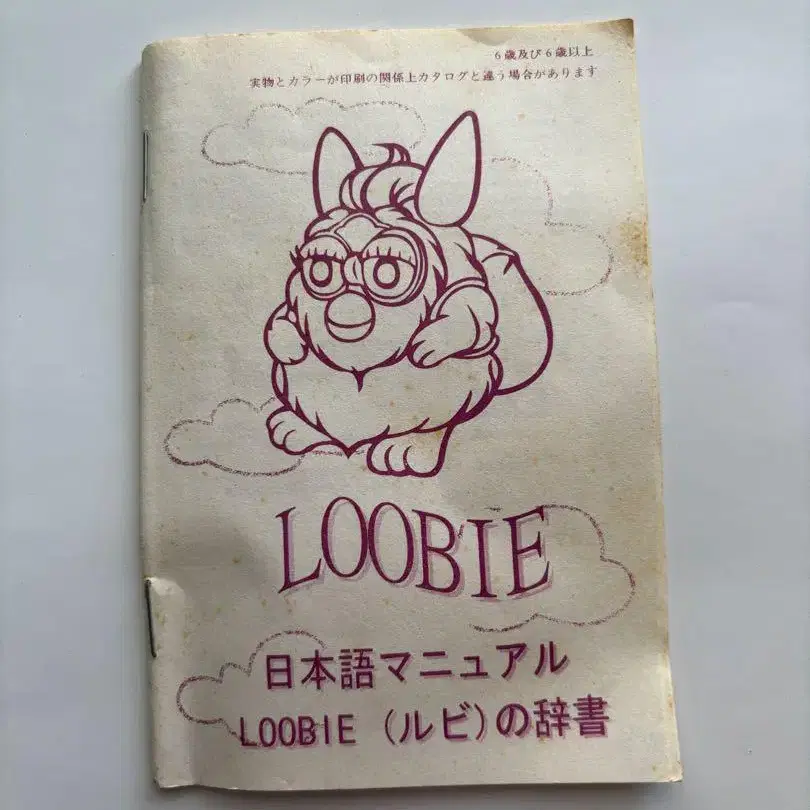 6歳及び6歳以上
実物とカラーが印刷の関係上カタログと違う場合があります
LOOBIE
日本語マニュアル
LOOBIE (ルビ)の辞書